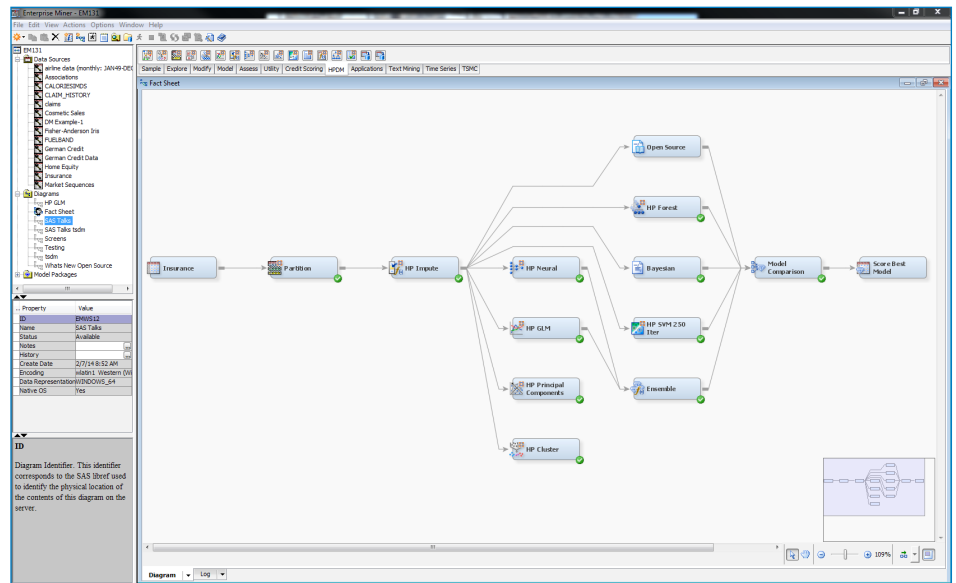 Enterprise Miner - EM131
File Edit View Actions Options Window Help
EM131
Data Sources
airline data (monthly: JAN49-DEC
Associations
CALORIESIMDS
CLAIM_HISTORY
claims
Cosmetic Sales
DM Example-1
Fisher-Anderson Iris
FUELBAND
German Credit
German Credit Data
Home Equity
Insurance
Market Sequences
Diagrams
HP GLM
Fact Sheet
SAS Talks
SAS Talks tsdm
Screens
Testing
tsdm
Whats New Open Source
Model Packages
.. Property Value
ID EMWS12
Name SAS Talks
Status Available
Notes
History
Create Date 2/7/14 8:52 AM
Encoding wlatin1 Western (Wi
Data Representation WINDOWS_64
Native OS Yes
ID
Diagram Identifier. This identifier
corresponds to the SAS libref used
to identify the physical location of
the contents of this diagram on the
server.
Sample Explore Modify Model Assess Utility Credit Scoring HPDM Applications Text Mining Time Series TSMC
Fact Sheet
Open Source
HP Forest
Insurance
Partition
HP Impute
HP Neural
Bayesian
Model
Comparison
Score Best
Model
HP GLM
HP SVM 250
Iter
HP Principal
Components
Ensemble
HP Cluster
109%
Diagram Log